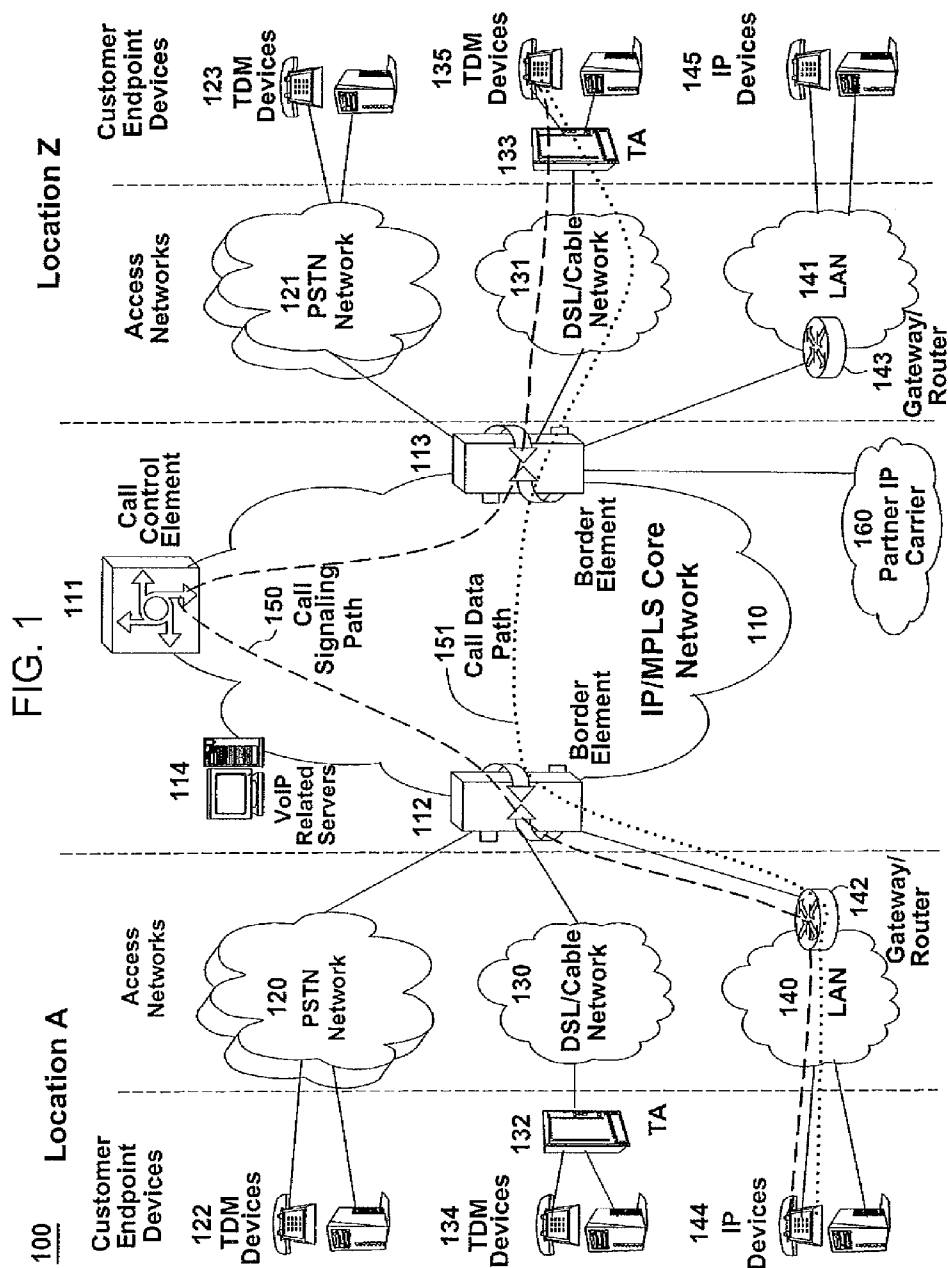 FIG. 1
100
Location A
Location Z
Customer
Endpoint
Devices
Access
Networks
Access
Networks
Customer
Endpoint
Devices
111
Call
Control
Element
114
VoIP
Related
Servers
122
TDM
Devices
120
PSTN
Network
112
150
Call
Signaling
Path
113
121
PSTN
Network
123
TDM
Devices
134
TDM
Devices
132
TA
130
DSL/Cable
Network
Border
Element
151
Call Data
Path
Border
Element
131
DSL/Cable
Network
133
TA
135
TDM
Devices
IP/MPLS Core
Network
110
144
IP
Devices
140
LAN
142
Gateway/
Router
160
Partner IP
Carrier
143
Gateway/
Router
141
LAN
145
IP
Devices